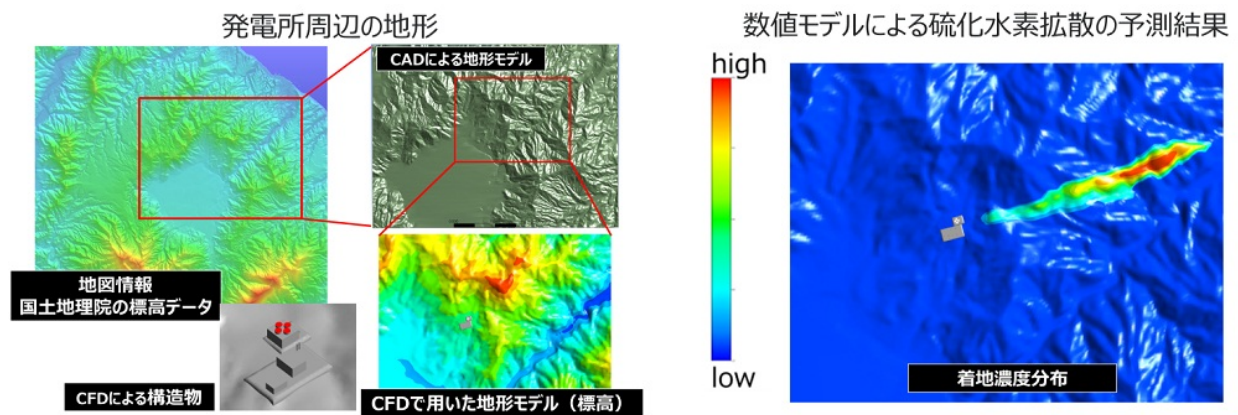 発電所周辺の地形
CADによる地形モデル
地図情報
国土地理院の標高データ
CFDによる構造物
CFDで用いた地形モデル（標高）
数値モデルによる硫化水素拡散の予測結果
high
low
着地濃度分布